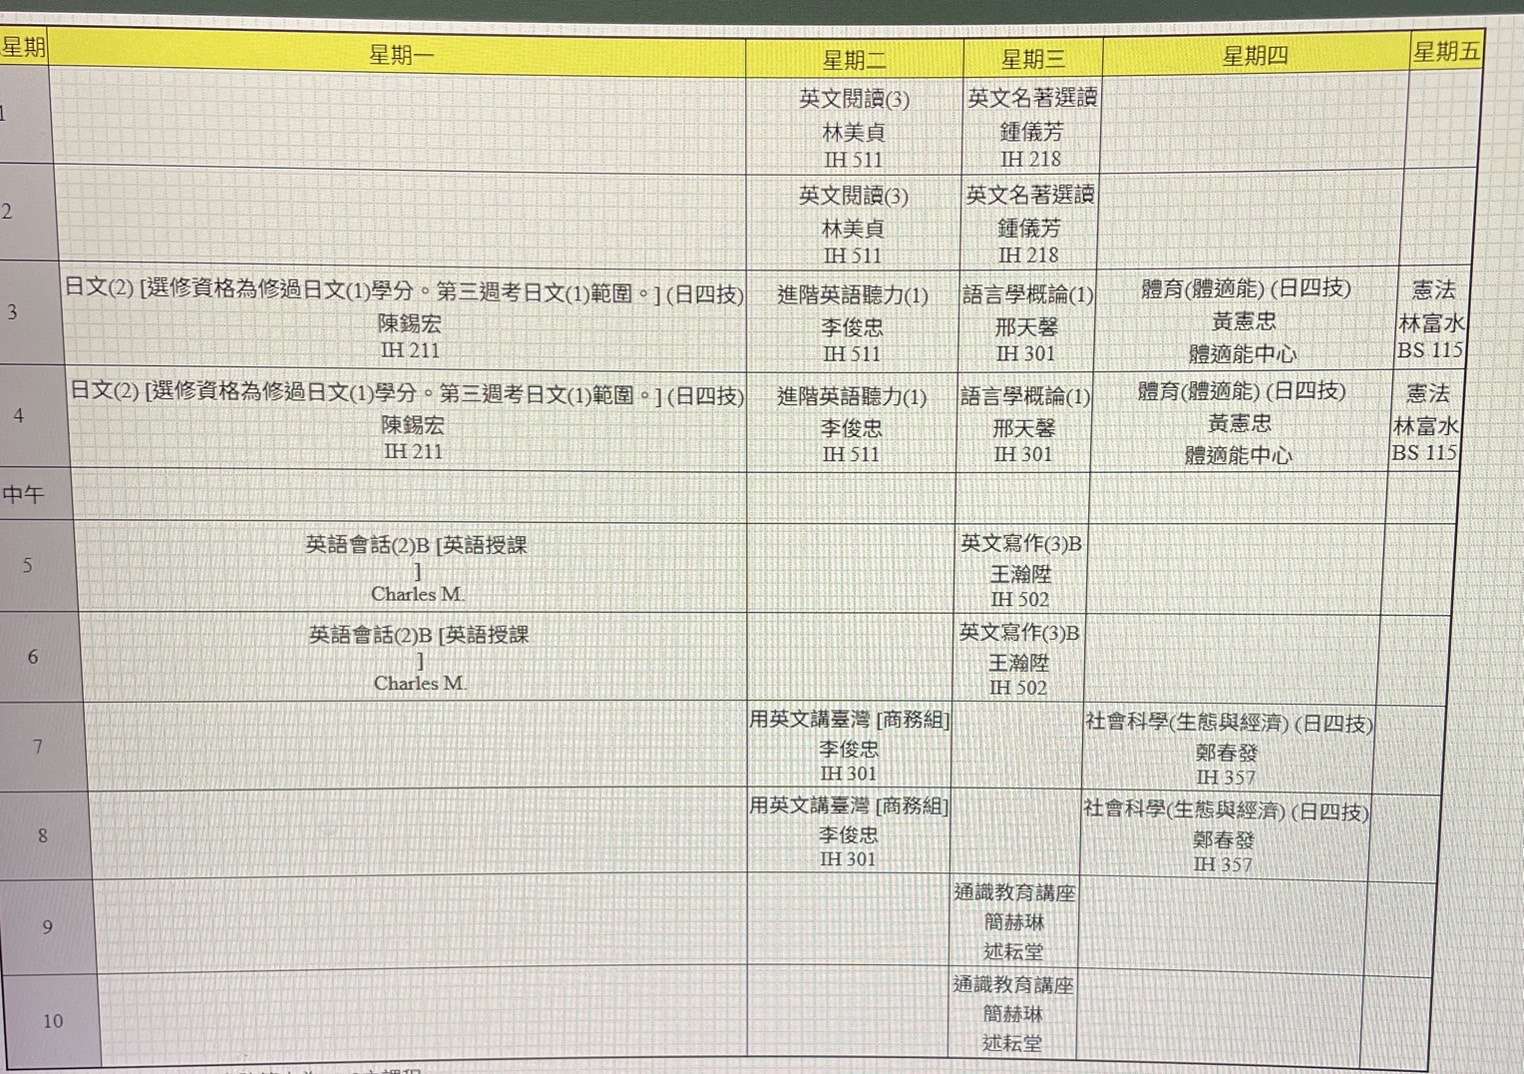 星期 星期一 星期二 星期三 星期四 星期五
1 英文閱讀(3) 英文名著選讀
林美貞 鍾儀芳
IH 511 IH 218
2 英文閱讀(3) 英文名著選讀
林美貞 鍾儀芳
IH 511 IH 218
3 日文(2) [選修資格為修過日文(1)學分。第三週考日文(1)範圍。] (日四技) 進階英語聽力(1) 語言學概論(1) 體育(體適能) (日四技) 憲法
陳錫宏 李俊忠 邢天馨 黃憲忠 林富水
IH 211 IH 511 IH 301 體適能中心 BS 115
4 日文(2) [選修資格為修過日文(1)學分。第三週考日文(1)範圍。] (日四技) 進階英語聽力(1) 語言學概論(1) 體育(體適能) (日四技) 憲法
陳錫宏 李俊忠 邢天馨 黃憲忠 林富水
IH 211 IH 511 IH 301 體適能中心 BS 115
中午
5 英語會話(2)B [英語授課 英文寫作(3)B
] 王瀚陞
Charles M. IH 502
6 英語會話(2)B [英語授課 英文寫作(3)B
] 王瀚陞
Charles M. IH 502
7 用英文講臺灣 [商務組] 社會科學(生態與經濟) (日四技)
李俊忠 鄭春發
IH 301 IH 357
8 用英文講臺灣 [商務組] 社會科學(生態與經濟) (日四技)
李俊忠 鄭春發
IH 301 IH 357
9 通識教育講座
簡赫琳
述耘堂
10 通識教育講座
簡赫琳
述耘堂